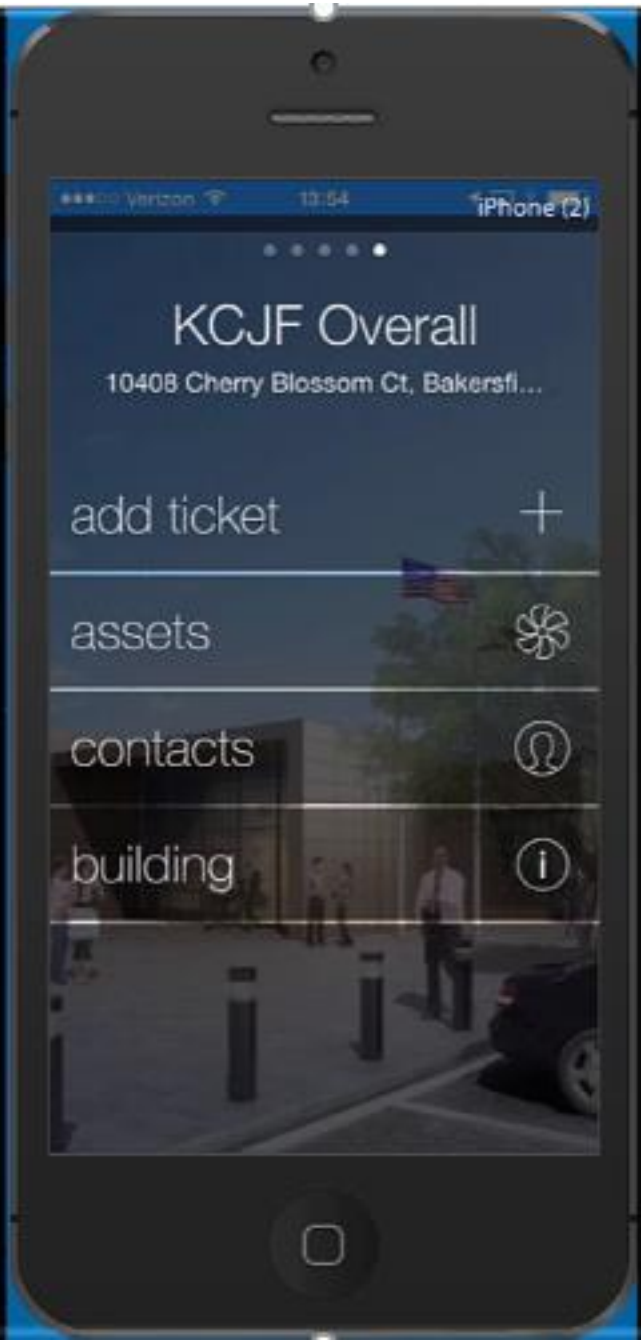 Verizon 13:54
iPhone (2)
KCJF Overall
10408 Cherry Blossom Ct, Bakersfi...
add ticket
assets
contacts
building
i